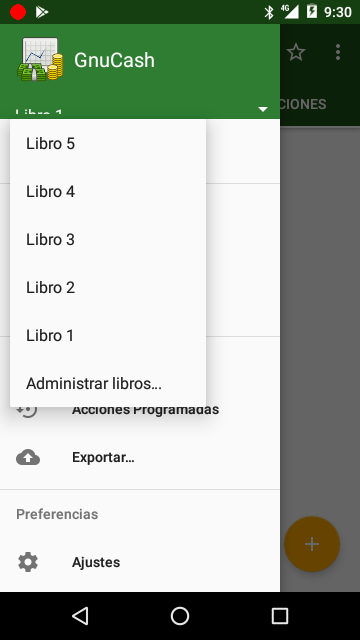 4G
9:30
GnuCash
Libro 1
CIONES
Libro 5
Libro 4
Libro 3
Libro 2
Libro 1
Administrar libros...
Acciones Programadas
Exportar...
Preferencias
Ajustes